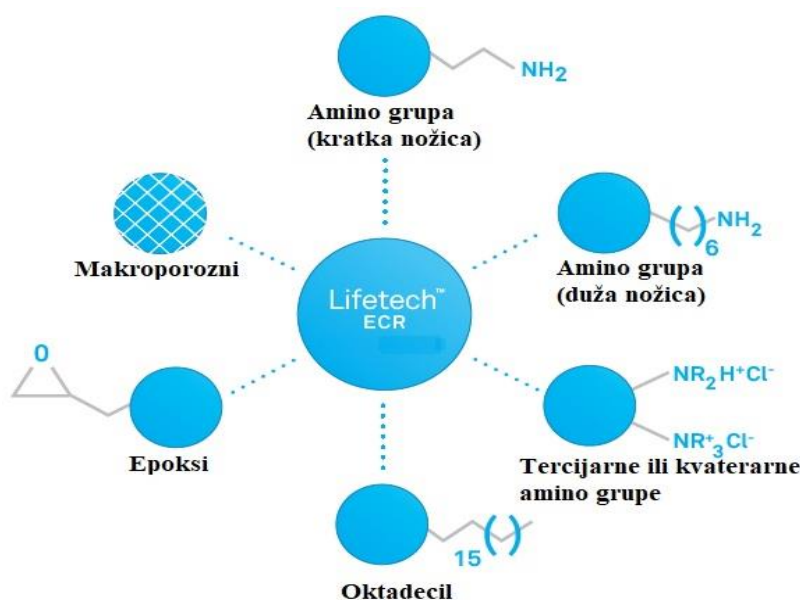 NH2
Amino grupa
(kratka nožica)
Makroporozni
( )6 NH2
Amino grupa
(duža nožica)
Lifetech™
ECR
O
Epoksi
NR2H+Cl-
NR+3Cl-
Tercijarne ili kvaterarne
amino grupe
15( )
Oktadecil